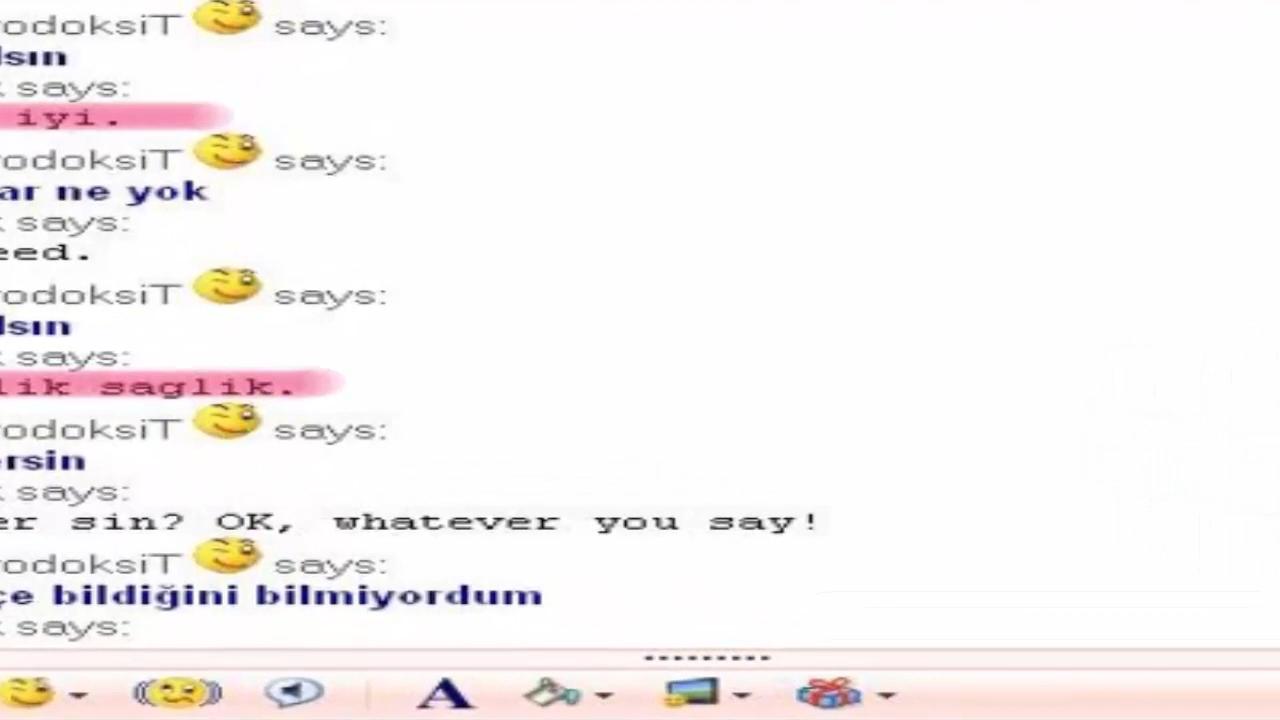 odoksiT says:
lsın
says:
iyi.
odoksiT says:
ar ne yok
says:
eed.
odoksiT says:
lsın
says:
lik saglik.
odoksiT says:
ersin
says:
er sin? OK, whatever you say!
odoksiT says:
çe bildiğini bilmiyordum
says:
A